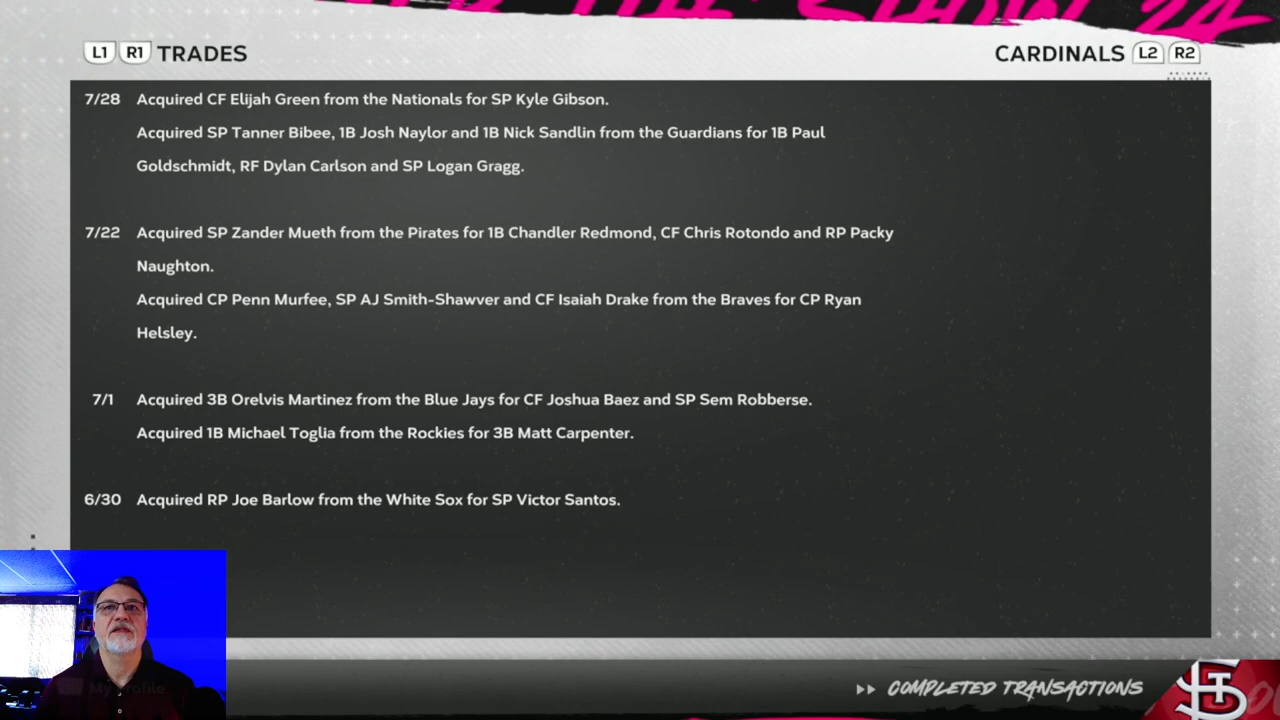 THE SHOW 24
L1 R1 TRADES
CARDINALS L2 R2
7/28 Acquired CF Elijah Green from the Nationals for SP Kyle Gibson.
Acquired SP Tanner Bibee, 1B Josh Naylor and 1B Nick Sandlin from the Guardians for 1B Paul
Goldschmidt, RF Dylan Carlson and SP Logan Gragg.
7/22 Acquired SP Zander Mueth from the Pirates for 1B Chandler Redmond, CF Chris Rotondo and RP Packy
Naughton.
Acquired CP Penn Murfee, SP AJ Smith-Shawver and CF Isaiah Drake from the Braves for CP Ryan
Helsley.
7/1 Acquired 3B Orelvis Martinez from the Blue Jays for CF Joshua Baez and SP Sem Robberse.
Acquired 1B Michael Toglia from the Rockies for 3B Matt Carpenter.
6/30 Acquired RP Joe Barlow from the White Sox for SP Victor Santos.
My Profile
COMPLETED TRANSACTIONS
STL